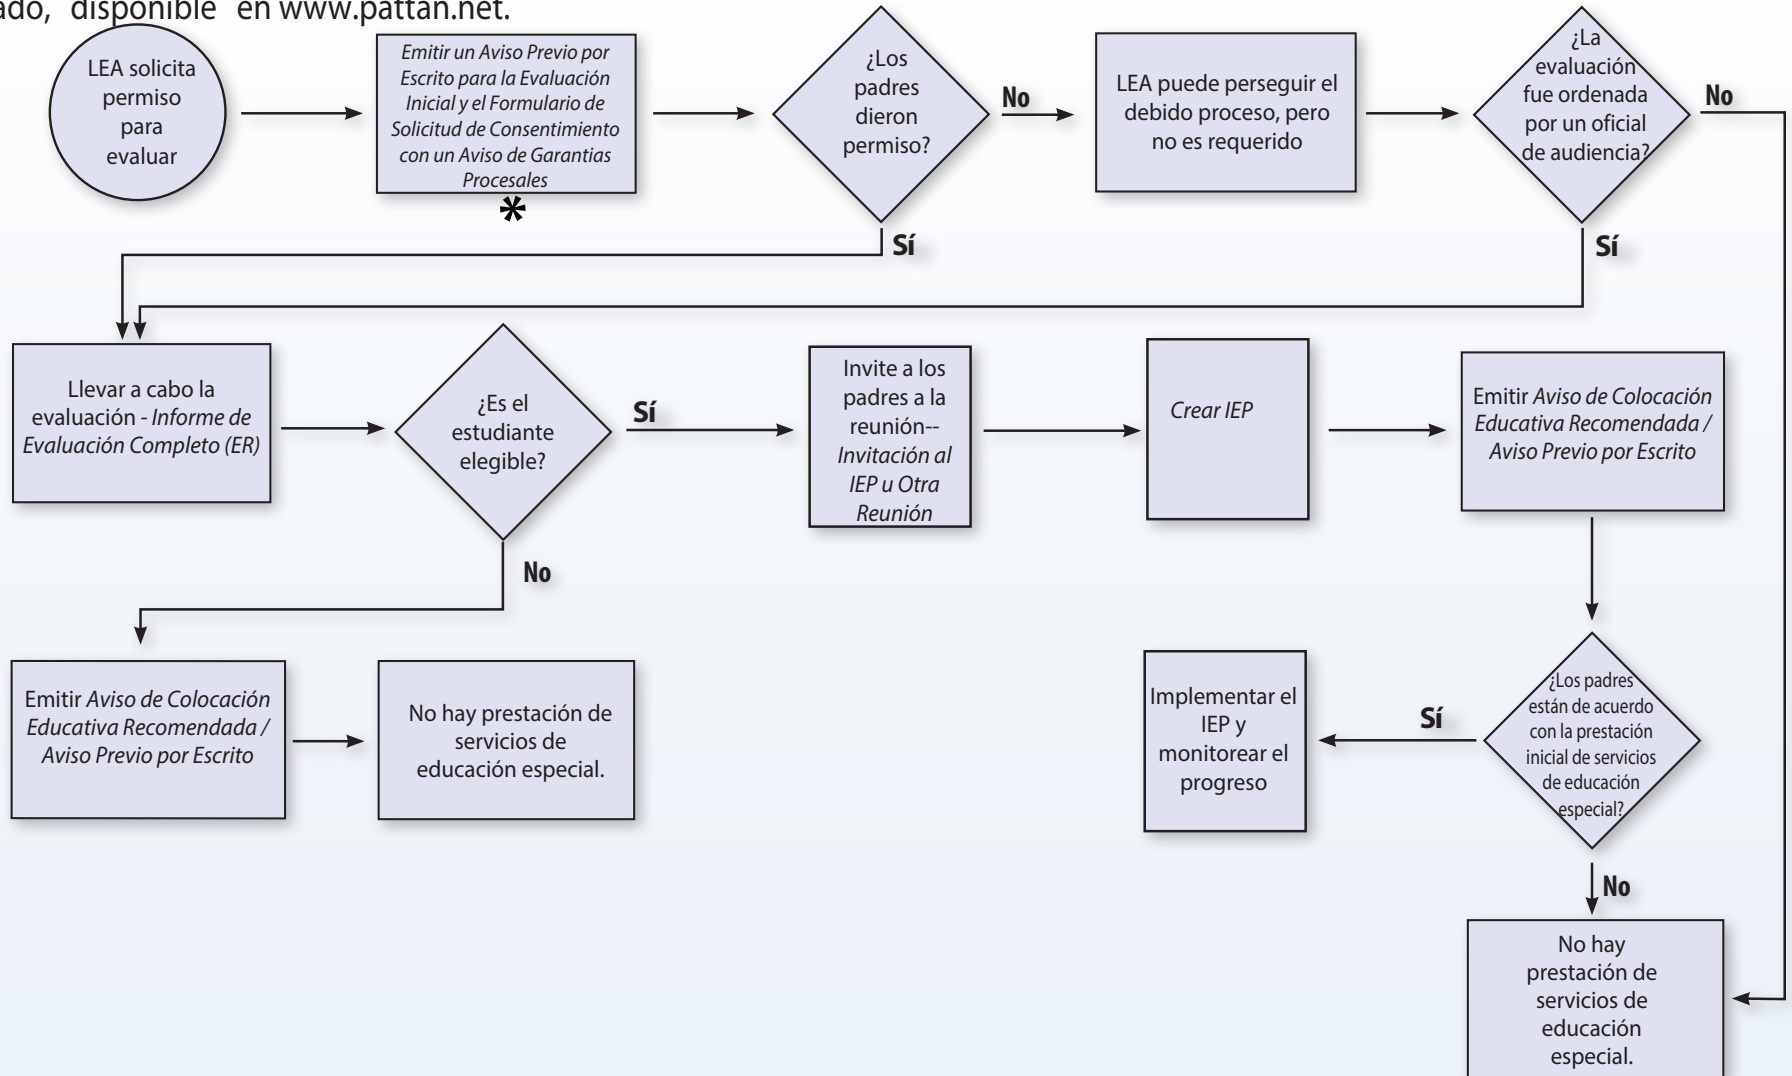 ado, disponible en www.pattan.net.
LEA solicita
permiso
para
evaluar
Emitir un Aviso Previo por
Escrito para la Evaluación
Inicial y el Formulario de
Solicitud de Consentimiento
con un Aviso de Garantias
Procesales
*
¿Los
padres
dieron
permiso?
No
LEA puede perseguir el
debido proceso, pero
no es requerido
¿La
evaluación
fue ordenada
por un oficial
de audiencia?
No
Sí
Sí
Llevar a cabo la
evaluación - Informe de
Evaluación Completo (ER)
¿Es el
estudiante
elegible?
Sí
Invite a los
padres a la
reunión--
Invitación al
IEP u Otra
Reunión
Crear IEP
Emitir Aviso de Colocación
Educativa Recomendada /
Aviso Previo por Escrito
No
Emitir Aviso de Colocación
Educativa Recomendada /
Aviso Previo por Escrito
No hay prestación de
servicios de
educación especial.
Implementar el
IEP y
monitorear el
progreso
Sí
¿Los padres
están de acuerdo
con la prestación
inicial de servicios
de educación
especial?
No
No hay
prestación de
servicios de
educación
especial.